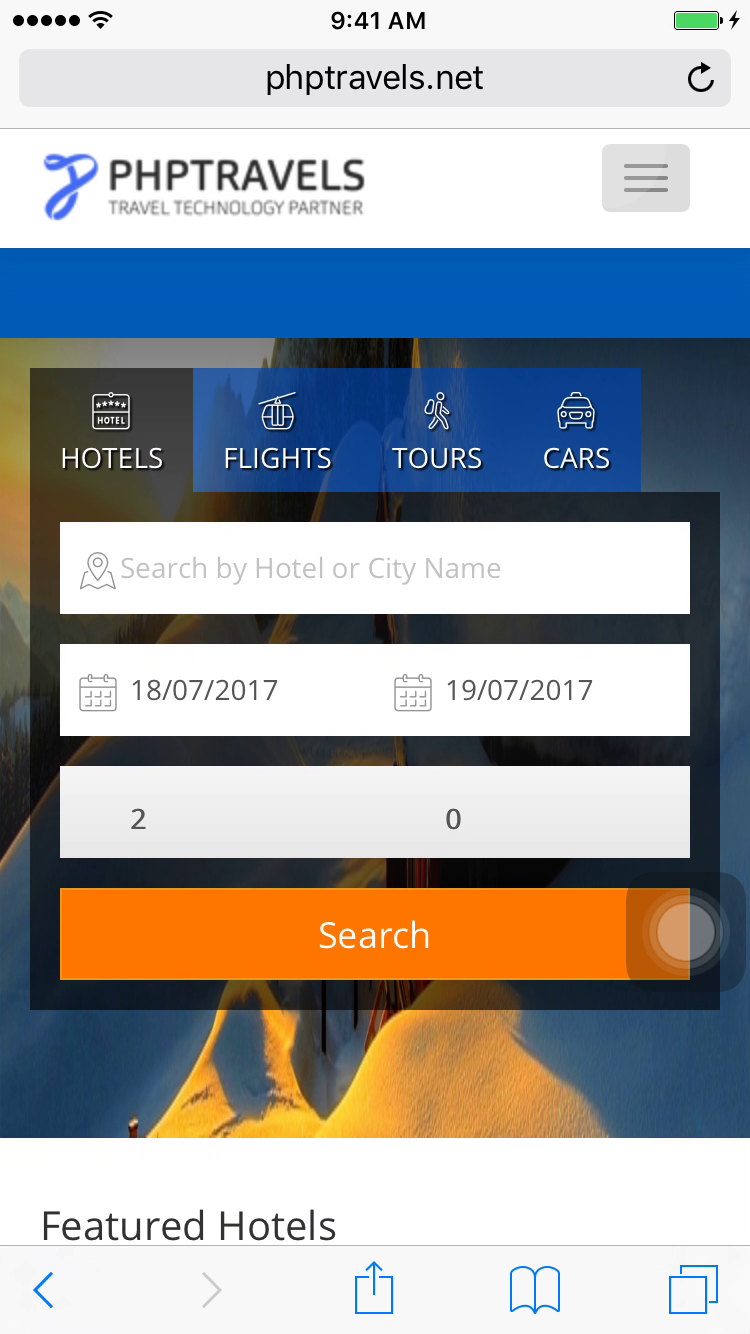 9:41 AM
phptravels.net
PHPTRAVELS
TRAVEL TECHNOLOGY PARTNER
HOTEL
HOTELS FLIGHTS TOURS CARS
Search by Hotel or City Name
18/07/2017 19/07/2017
2 0
Search
Featured Hotels